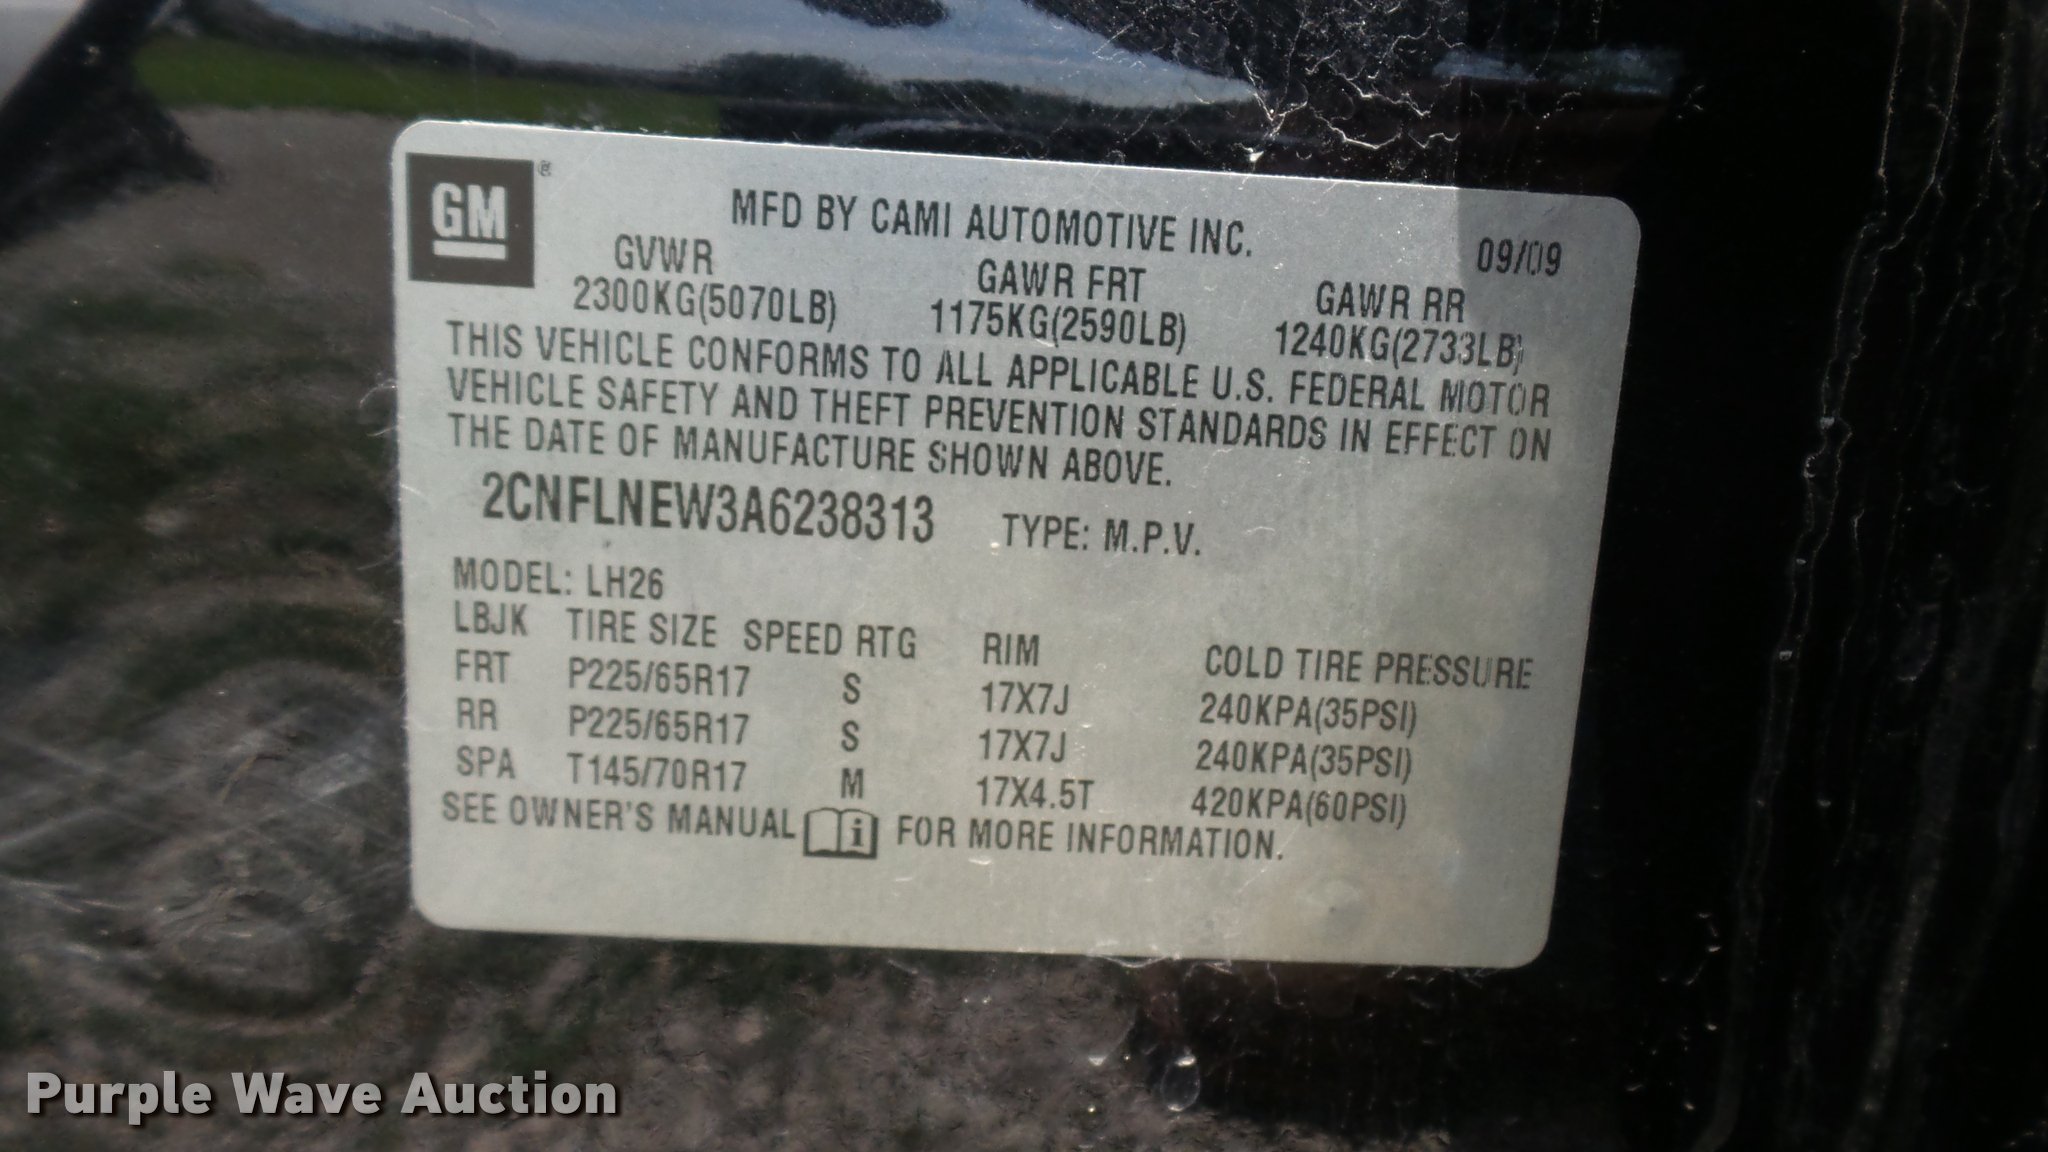 GM®
MFD BY CAMI AUTOMOTIVE INC. 09/09
GVWR GAWR FRT GAWR RR
2300KG(5070LB) 1175KG(2590LB) 1240KG(2733LB)
THIS VEHICLE CONFORMS TO ALL APPLICABLE U.S. FEDERAL MOTOR
VEHICLE SAFETY AND THEFT PREVENTION STANDARDS IN EFFECT ON
THE DATE OF MANUFACTURE SHOWN ABOVE.
2CNFLNEW3A6238313 TYPE: M.P.V.
MODEL: LH26
LBJK TIRE SIZE SPEED RTG RIM COLD TIRE PRESSURE
FRT P225/65R17 S 17X7J 240KPA(35PSI)
RR P225/65R17 S 17X7J 240KPA(35PSI)
SPA T145/70R17 M 17X4.5T 420KPA(60PSI)
SEE OWNER'S MANUAL i FOR MORE INFORMATION.
Purple Wave Auction